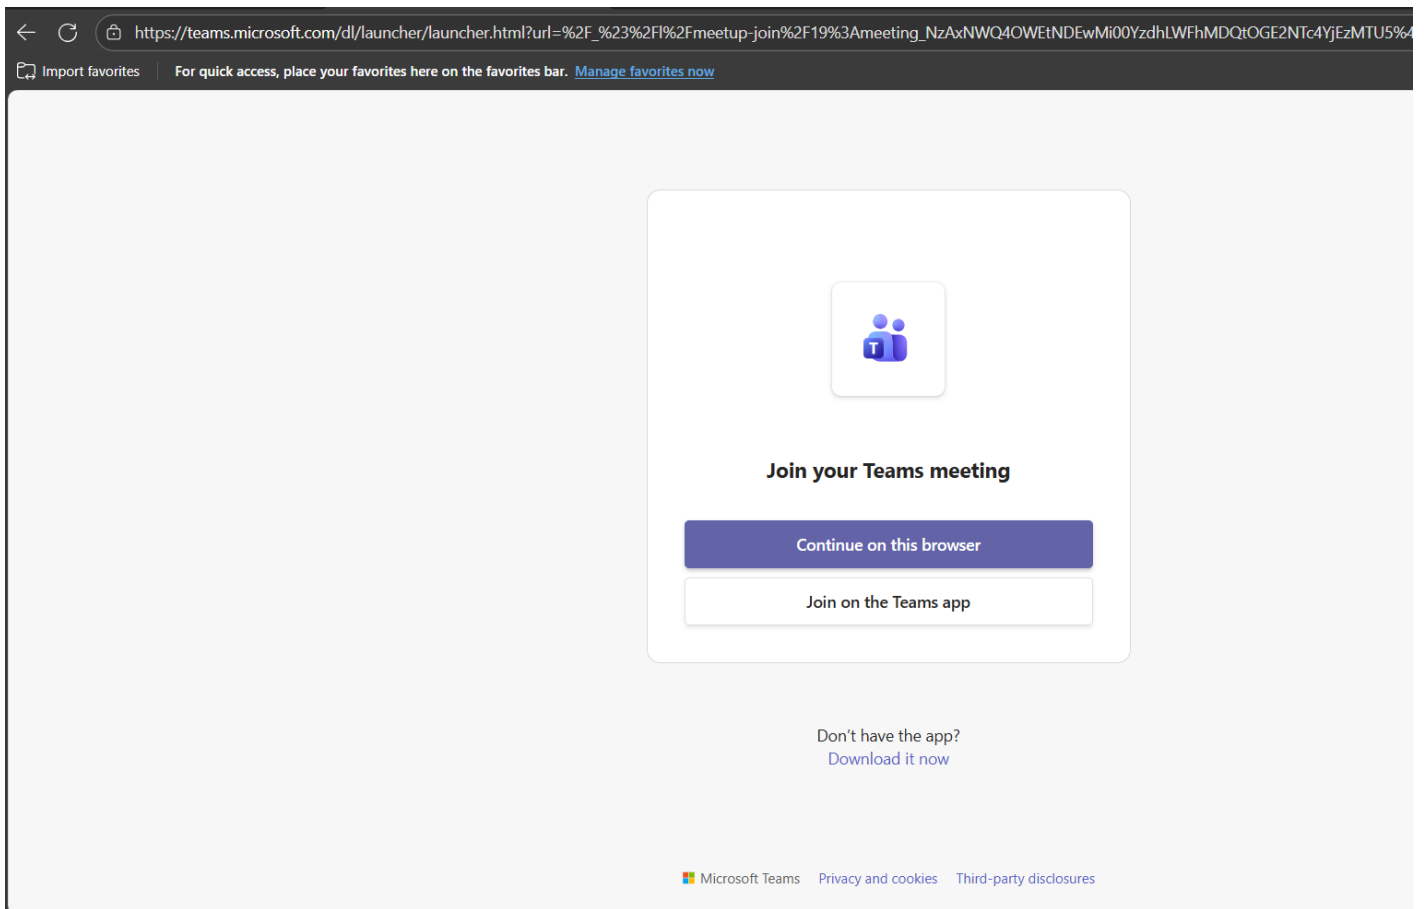 https://teams.microsoft.com/dl/launcher/launcher.html?url=%2F_%23%2Fl%2Fmeetup-join%2F19%3Ameeting_NzAxNWQ4OWEtNDEwMi00YzdhLWFhMDQtOGE2NTc4YjEzMTU5%4
Import favorites For quick access, place your favorites here on the favorites bar. Manage favorites now
T
Join your Teams meeting
Continue on this browser
Join on the Teams app
Don't have the app?
Download it now
Microsoft Teams Privacy and cookies Third-party disclosures